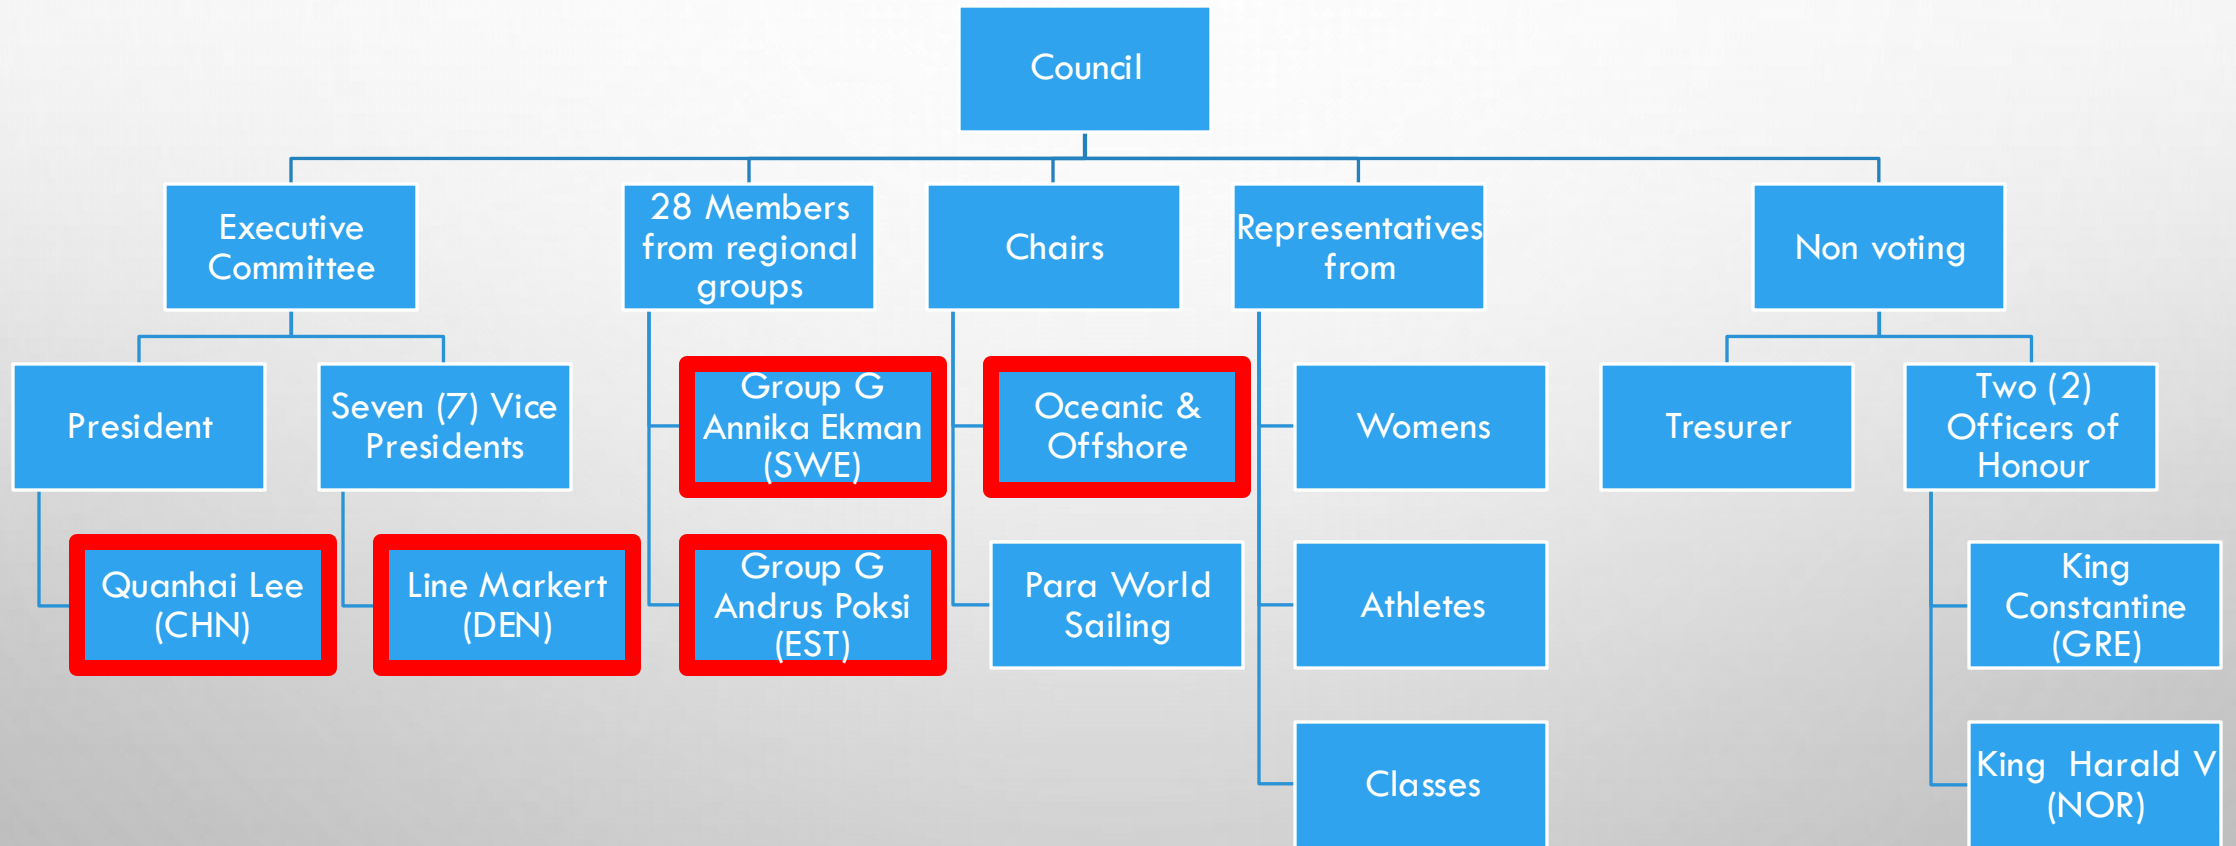 Council
Executive
Committee
28 Members
from regional
groups
Chairs
Representatives
from
Non voting
President
Seven (7) Vice
Presidents
Group G
Annika Ekman
(SWE)
Oceanic &
Offshore
Womens
Tresurer
Two (2)
Officers of
Honour
Quanhai Lee
(CHN)
Line Markert
(DEN)
Group G
Andrus Poksi
(EST)
Para World
Sailing
Athletes
King
Constantine
(GRE)
Classes
King Harald V
(NOR)